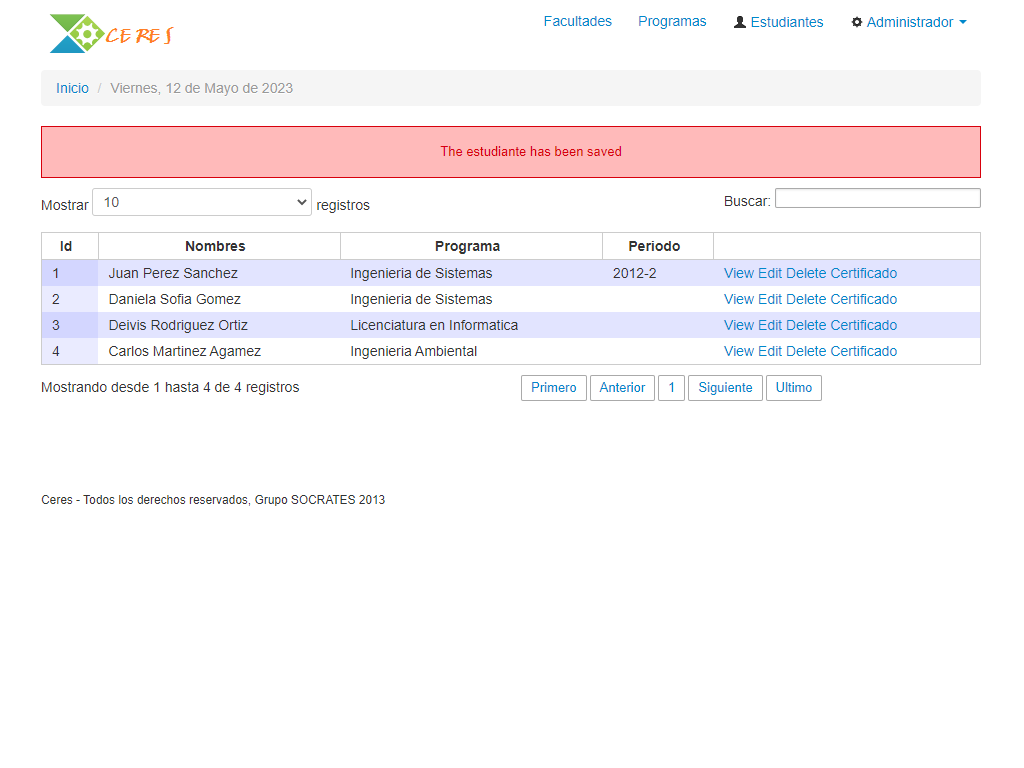 CERES
Facultades Programas Estudiantes Administrador
Inicio / Viernes, 12 de Mayo de 2023
The estudiante has been saved
Mostrar 10 registros Buscar:
Id Nombres Programa Periodo
1 Juan Perez Sanchez Ingenieria de Sistemas 2012-2 View Edit Delete Certificado
2 Daniela Sofia Gomez Ingenieria de Sistemas View Edit Delete Certificado
3 Deivis Rodriguez Ortiz Licenciatura en Informatica View Edit Delete Certificado
4 Carlos Martinez Agamez Ingenieria Ambiental View Edit Delete Certificado
Mostrando desde 1 hasta 4 de 4 registros Primero Anterior 1 Siguiente Ultimo
Ceres - Todos los derechos reservados, Grupo SOCRATES 2013